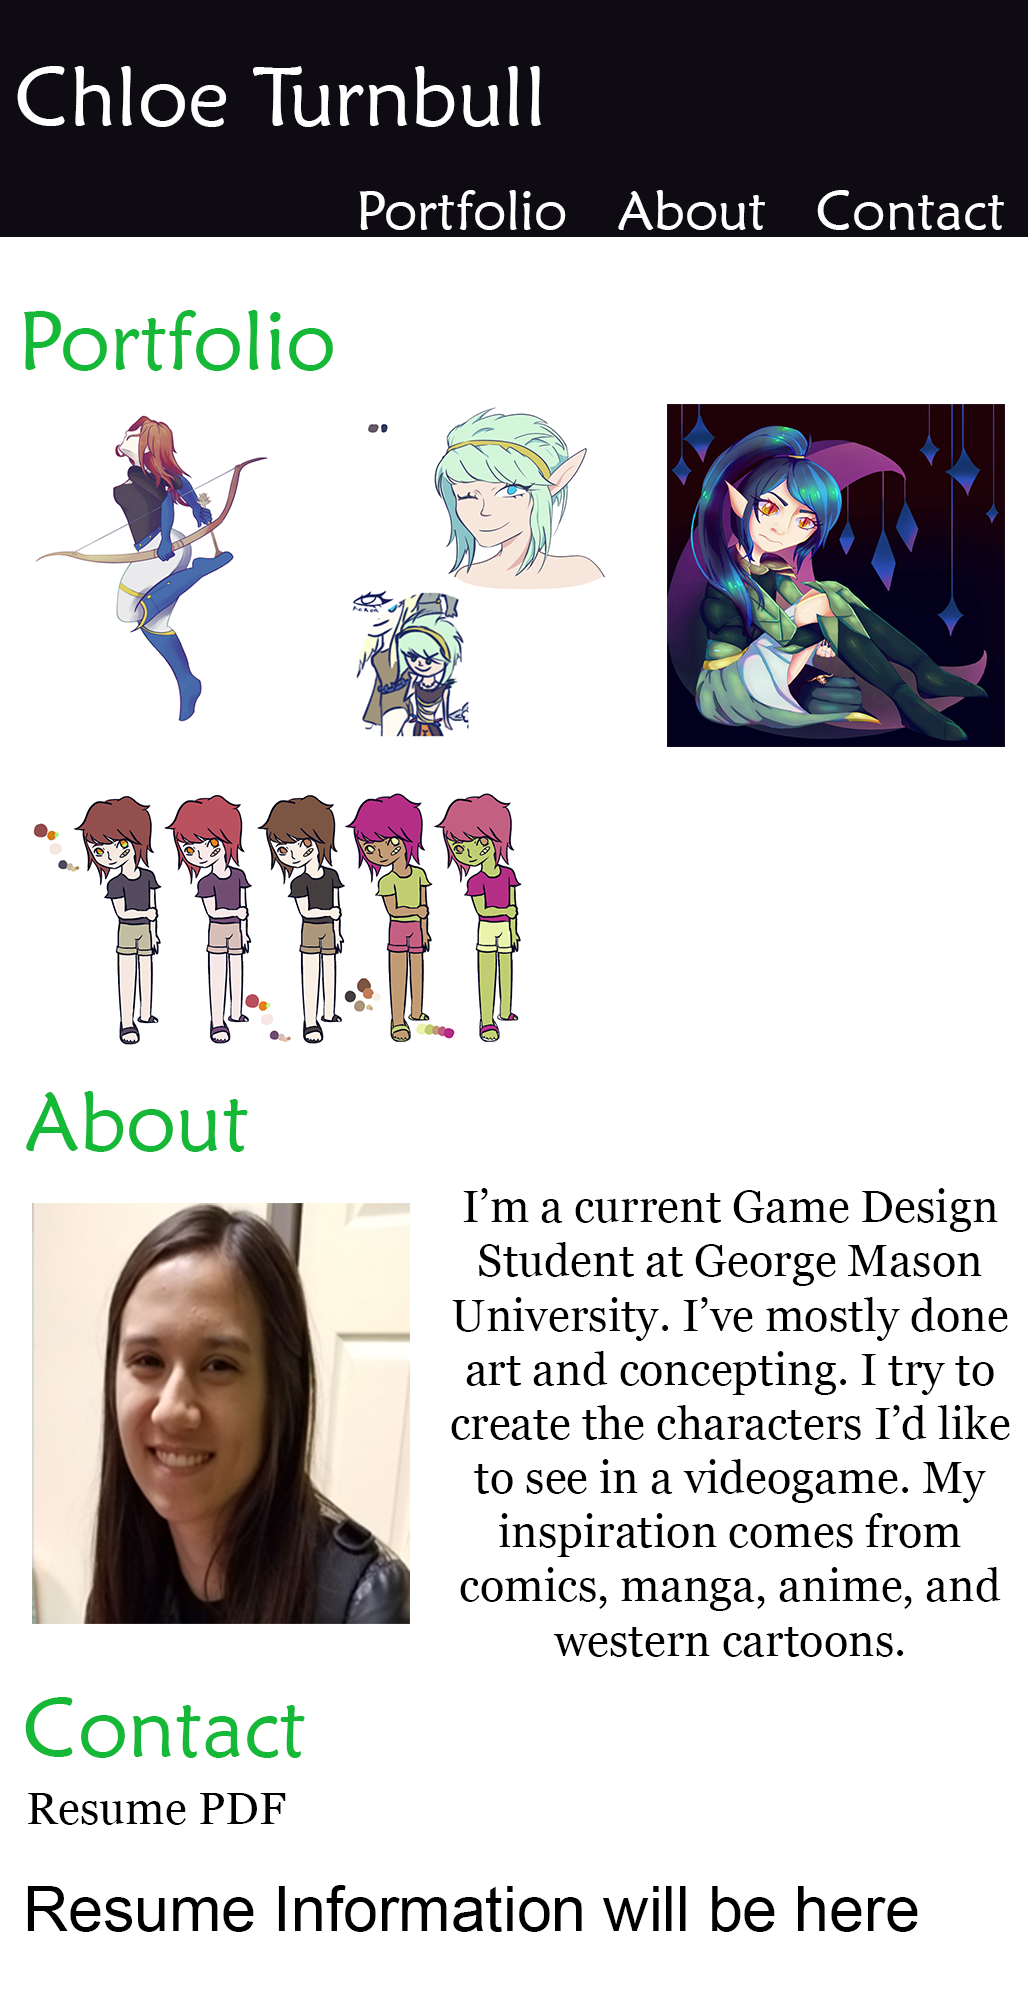 Chloe Turnbull
Portfolio About Contact
Portfolio
About
I’m a current Game Design
Student at George Mason
University. I’ve mostly done
art and concepting. I try to
create the characters I’d like
to see in a videogame. My
inspiration comes from
comics, manga, anime, and
western cartoons.
Contact
Resume PDF
Resume Information will be here